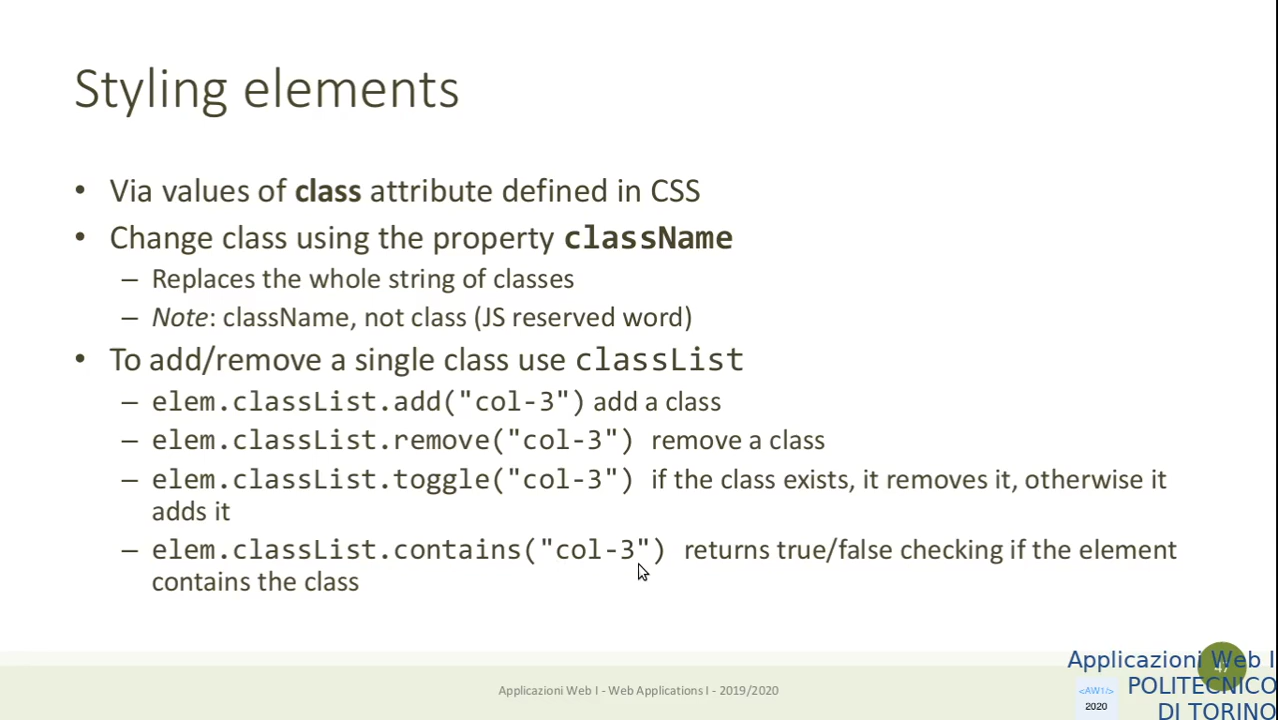 Styling elements
• Via values of class attribute defined in CSS
• Change class using the property className
– Replaces the whole string of classes
– Note: className, not class (JS reserved word)
• To add/remove a single class use classList
– elem.classList.add("col-3") add a class
– elem.classList.remove("col-3") remove a class
– elem.classList.toggle("col-3") if the class exists, it removes it, otherwise it
adds it
– elem.classList.contains("col-3") returns true/false checking if the element
contains the class
Applicazioni Web I - Web Applications I - 2019/2020
Applicazioni Web I
POLITECNICO
DI TORINO
<AW1/>
2020